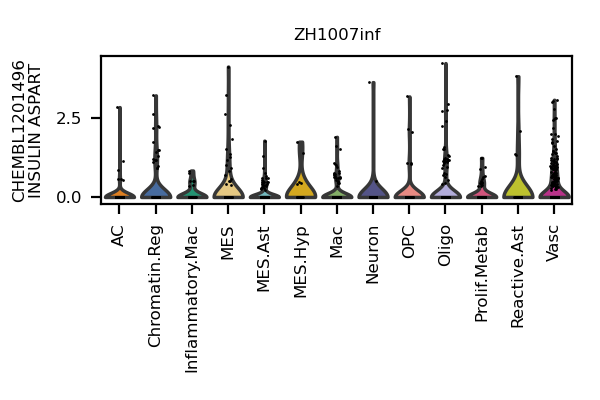 ZH1007inf
CHEMBL1201496
INSULIN ASPART
2.5
0.0
AC
Chromatin.Reg
Inflammatory.Mac
MES
MES.Ast
MES.Hyp
Mac
Neuron
OPC
Oligo
Prolif.Metab
Reactive.Ast
Vasc